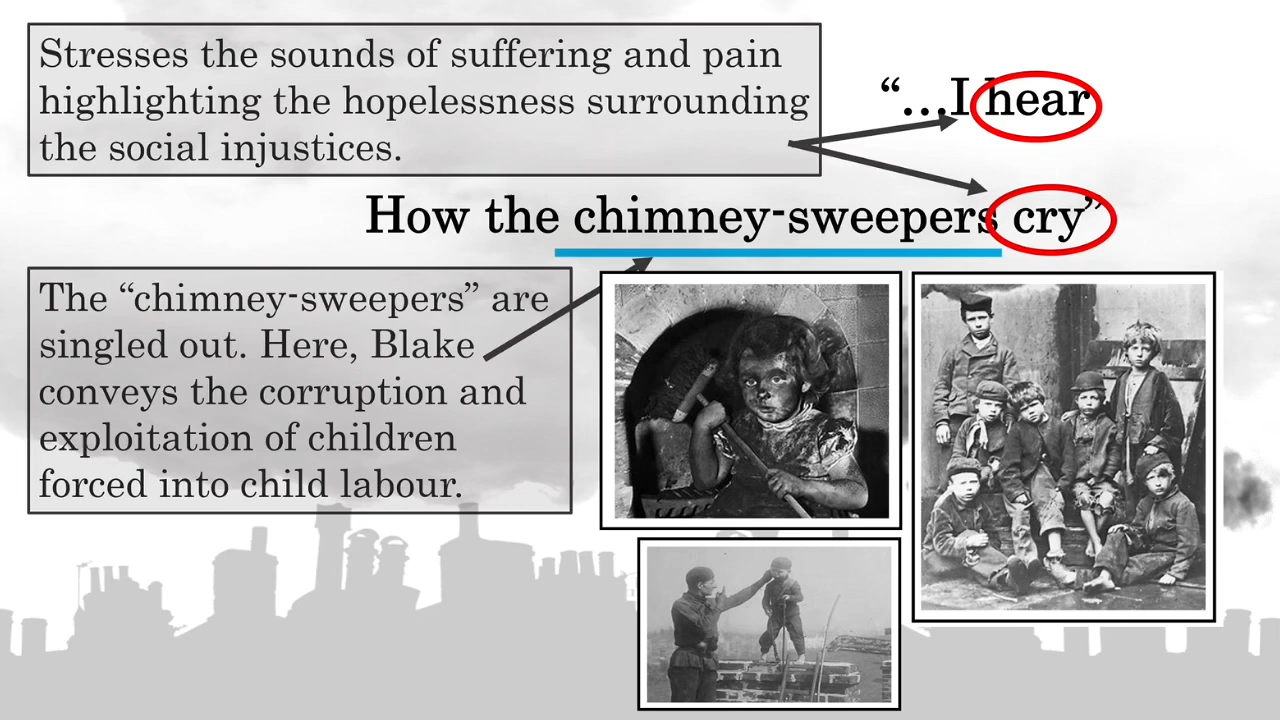 Stresses the sounds of suffering and pain
highlighting the hopelessness surrounding
the social injustices.
“…I hear
How the chimney-sweepers cry”
The “chimney-sweepers” are
singled out. Here, Blake
conveys the corruption and
exploitation of children
forced into child labour.